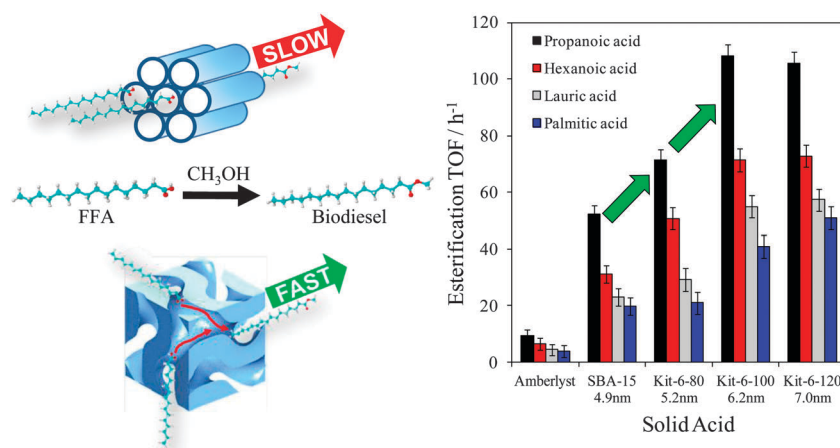 SLOW
CH₃OH
FFA
Biodiesel
FAST
Esterification TOF / h⁻¹
120
100
80
60
40
20
0
Propanoic acid
Hexanoic acid
Lauric acid
Palmitic acid
Amberlyst SBA-15 Kit-6-80 Kit-6-100 Kit-6-120
4.9nm 5.2nm 6.2nm 7.0nm
Solid Acid